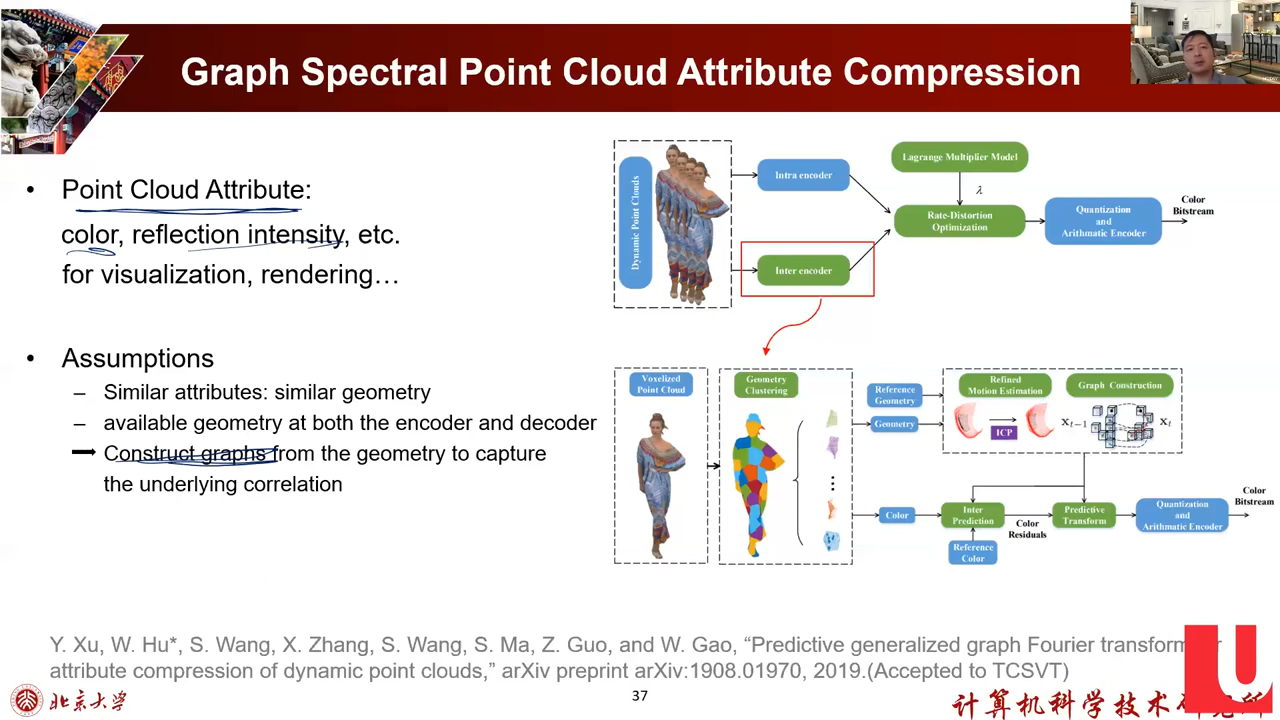 Graph Spectral Point Cloud Attribute Compression
• Point Cloud Attribute:
color, reflection intensity, etc.
for visualization, rendering…
• Assumptions
– Similar attributes: similar geometry
– available geometry at both the encoder and decoder
Construct graphs from the geometry to capture
the underlying correlation
Dynamic Point Clouds
Intra encoder
Inter encoder
Lagrange Multiplier Model
λ
Rate-Distortion
Optimization
Quantization
and
Arithmatic Encoder
Color
Bitstream
Voxelized
Point Cloud
Geometry
Clustering
Reference
Geometry
Geometry
Refined
Motion Estimation
ICP
Graph Construction
x_{t−1}
x_t
Color
Inter
Prediction
Reference
Color
Color
Residuals
Predictive
Transform
Quantization
and
Arithmatic Encoder
Color
Bitstream
Y. Xu, W. Hu*, S. Wang, X. Zhang, S. Wang, S. Ma, Z. Guo, and W. Gao, “Predictive generalized graph Fourier transform
attribute compression of dynamic point clouds,” arXiv preprint arXiv:1908.01970, 2019.(Accepted to TCSVT)
北京大学
37
计算机科学技术研究所